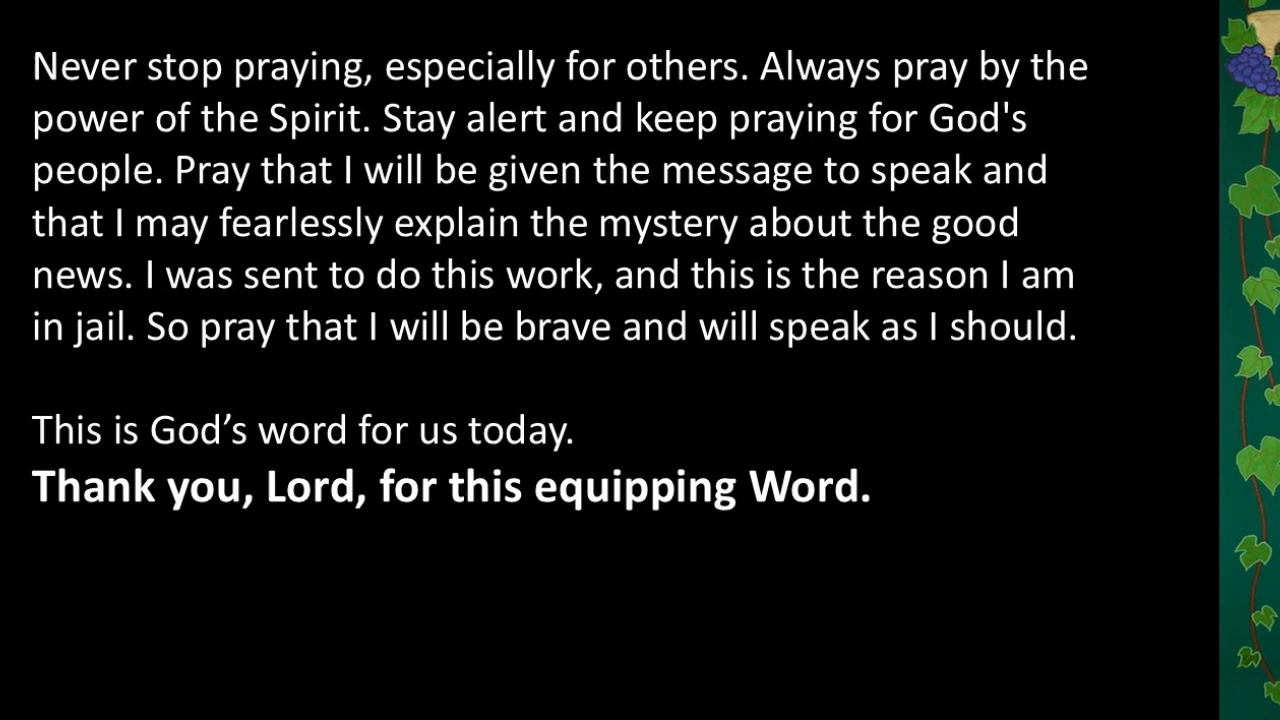 Never stop praying, especially for others. Always pray by the
power of the Spirit. Stay alert and keep praying for God's
people. Pray that I will be given the message to speak and
that I may fearlessly explain the mystery about the good
news. I was sent to do this work, and this is the reason I am
in jail. So pray that I will be brave and will speak as I should.
This is God’s word for us today.
Thank you, Lord, for this equipping Word.